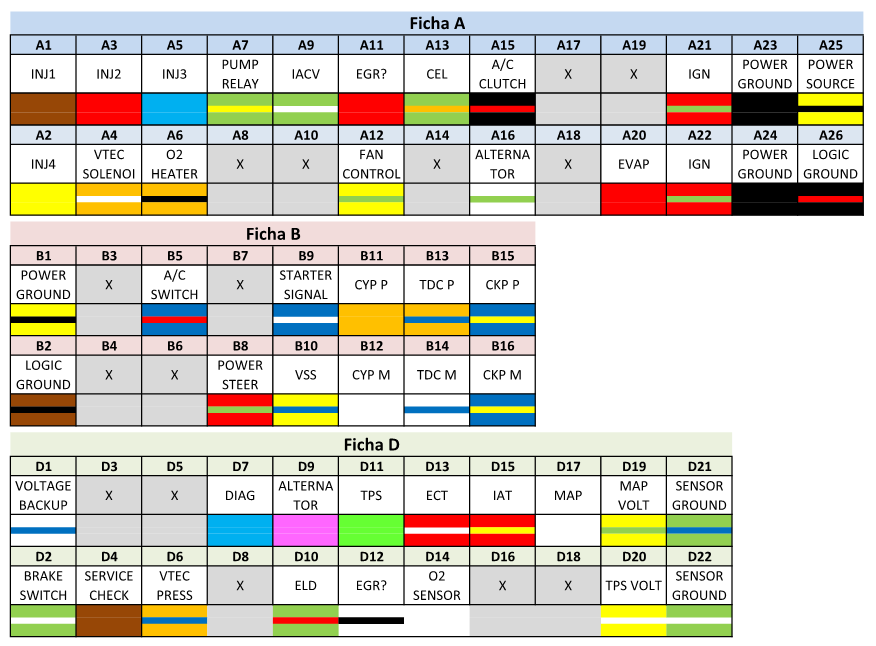 Ficha A
A1 A3 A5 A7 A9 A11 A13 A15 A17 A19 A21 A23 A25
INJ1 INJ2 INJ3 PUMP RELAY IACV EGR? CEL A/C CLUTCH X X IGN POWER GROUND POWER SOURCE
A2 A4 A6 A8 A10 A12 A14 A16 A18 A20 A22 A24 A26
INJ4 VTEC SOLENOI O2 HEATER X X FAN CONTROL X ALTERNA TOR X EVAP IGN POWER GROUND LOGIC GROUND
Ficha B
B1 B3 B5 B7 B9 B11 B13 B15
POWER GROUND X A/C SWITCH X STARTER SIGNAL CYP P TDC P CKP P
B2 B4 B6 B8 B10 B12 B14 B16
LOGIC GROUND X X POWER STEER VSS CYP M TDC M CKP M
Ficha D
D1 D3 D5 D7 D9 D11 D13 D15 D17 D19 D21
VOLTAGE BACKUP X X DIAG ALTERNA TOR TPS ECT IAT MAP MAP VOLT SENSOR GROUND
D2 D4 D6 D8 D10 D12 D14 D16 D18 D20 D22
BRAKE SWITCH SERVICE CHECK VTEC PRESS X ELD EGR? O2 SENSOR X X TPS VOLT SENSOR GROUND